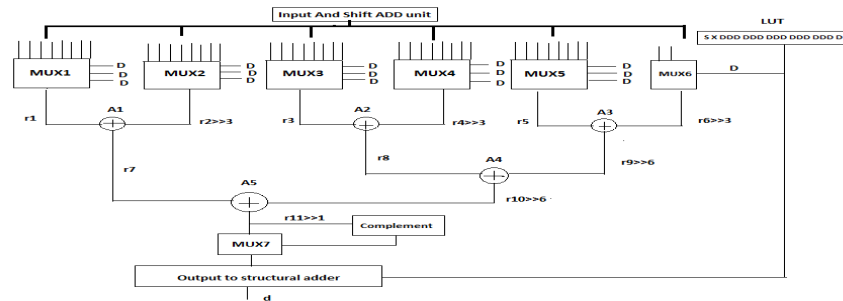 Input And Shift ADD unit
LUT
S X DDD DDD DDD DDD DDD D
MUX1
D
D
D
MUX2
D
D
D
MUX3
D
D
D
MUX4
D
D
D
MUX5
D
D
D
MUX6
D
r1
A1
r2>>3
r3
A2
r4>>3
r5
A3
r6>>3
r7
r8
A4
r9>>6
A5
r10>>6
r11>>1
Complement
MUX7
Output to structural adder
d